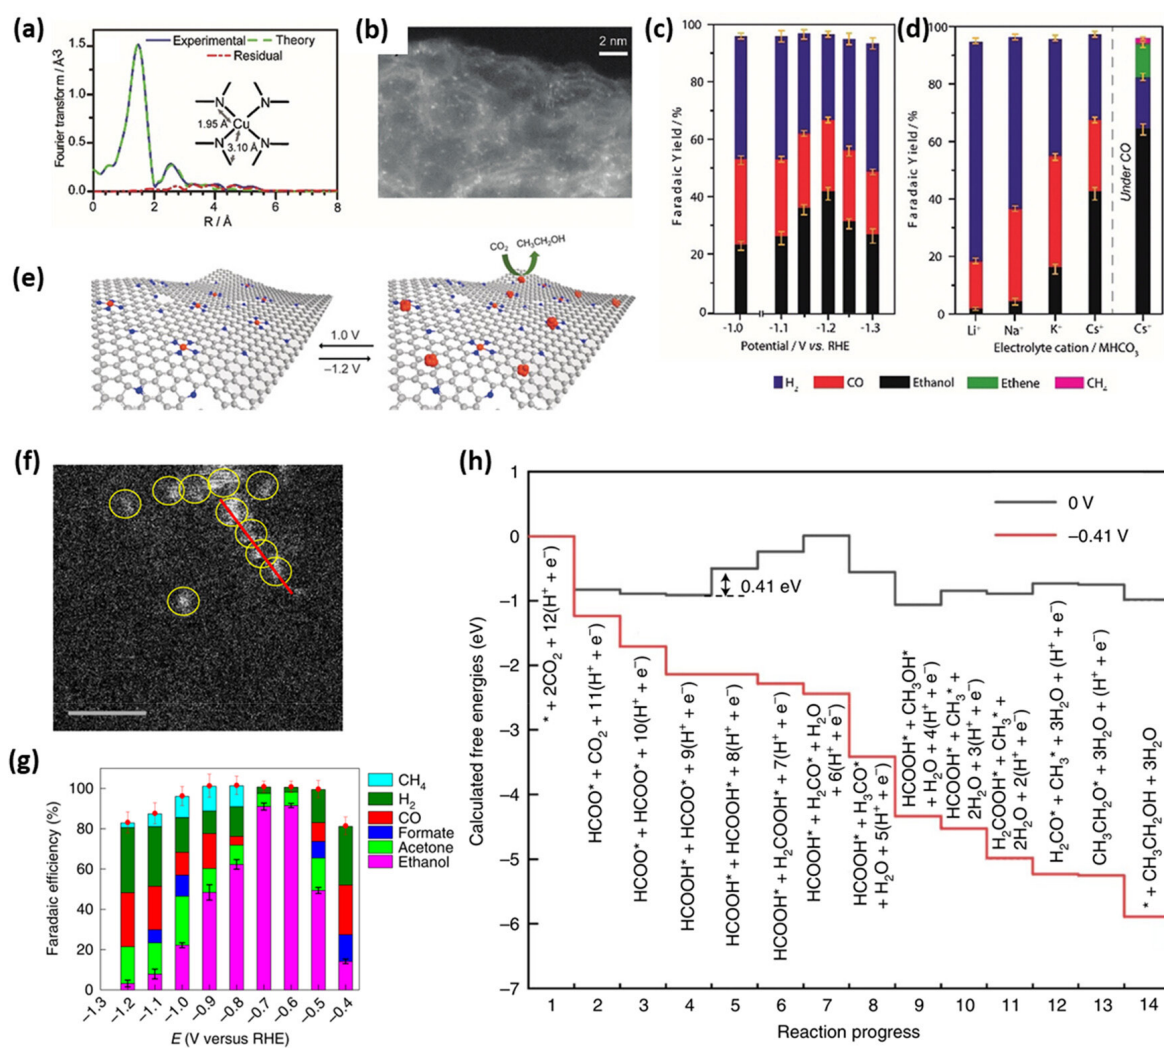 (a)
Experimental
Theory
Residual
Fourier transform / Å-3
1.5
1.0
0.5
0.0
N
N
Cu
1.95 Å
N
N
3.10 Å
0
2
4
6
8
R / Å
(b)
2 nm
(c)
Faradaic Yield / %
100
80
60
40
20
0
-1.0
-1.1
-1.2
-1.3
Potential / V vs. RHE
(d)
Faradaic Yield / %
100
80
60
40
20
0
Under CO
Li⁺
Na⁺
K⁺
Cs⁺
Cs⁺
Electrolyte cation / MHCO₃
H₂
CO
Ethanol
Ethene
CH₄
(e)
CO₂
CH₃CH₂OH
1.0 V
−1.2 V
(f)
(g)
Faradaic efficiency (%)
100
80
60
40
20
0
CH₄
H₂
CO
Formate
Acetone
Ethanol
−1.3
−1.2
−1.1
−1.0
−0.9
−0.8
−0.7
−0.6
−0.5
−0.4
E (V versus RHE)
(h)
Calculated free energies (eV)
1
0
−1
−2
−3
−4
−5
−6
−7
0 V
−0.41 V
0.41 eV
* + 2CO₂ + 12(H⁺ + e⁻)
HCOO* + CO₂ + 11(H⁺ + e⁻)
HCOO* + HCOO* + 10(H⁺ + e⁻)
HCOOH* + HCOO* + 9(H⁺ + e⁻)
HCOOH* + HCOOH* + 8(H⁺ + e⁻)
HCOOH* + H₂COOH* + 7(H⁺ + e⁻)
HCOOH* + H₂CO* + H₂O
+ 6(H⁺ + e⁻)
HCOOH* + H₃CO*
+ H₂O + 5(H⁺ + e⁻)
HCOOH* + CH₃OH*
+ H₂O + 4(H⁺ + e⁻)
HCOOH* + CH₃* +
2H₂O + 3(H⁺ + e⁻)
H₂COOH* + CH₃* +
2H₂O + 2(H⁺ + e⁻)
H₂CO* + CH₃* + 3H₂O + (H⁺ + e⁻)
CH₃CH₂O* + 3H₂O + (H⁺ + e⁻)
* + CH₃CH₂OH + 3H₂O
1
2
3
4
5
6
7
8
9
10
11
12
13
14
Reaction progress